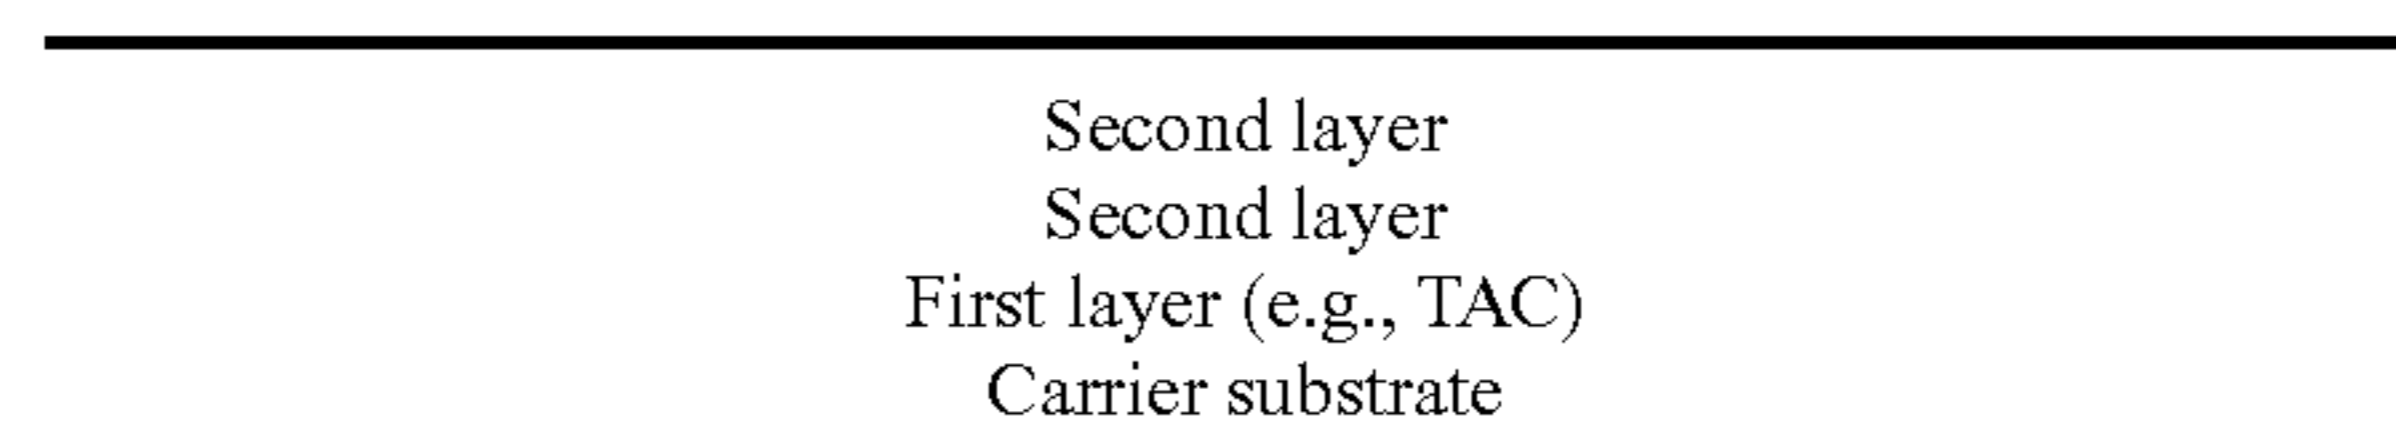 Second layer
Second layer
First layer (e.g., TAC)
Carrier substrate